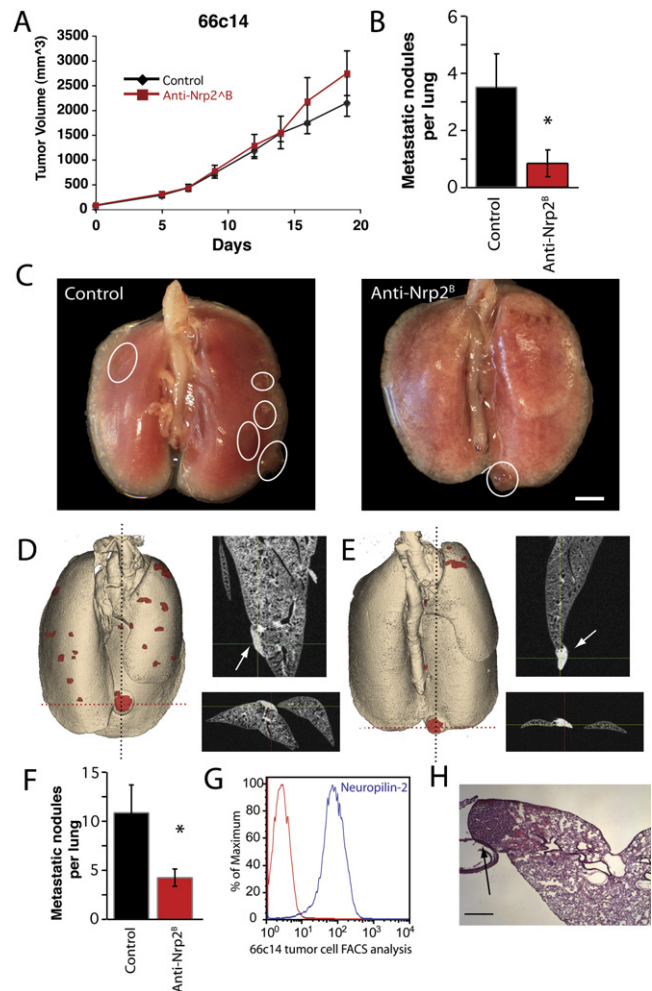 A
66c14
Tumor Volume (mm^3)
3000
2500
2000
1500
1000
500
0
Control
Anti-Nrp2^B
0
5
10
15
20
Days
B
Metastatic nodules
per lung
6
4
2
0
*
Control
Anti-Nrp2ᴮ
C
Control
Anti-Nrp2ᴮ
D
E
F
Metastatic nodules
per lung
15
10
5
0
*
Control
Anti-Nrp2ᴮ
G
Neuropilin-2
% of Maximum
100
80
60
40
20
0
10⁰
10¹
10²
10³
10⁴
66c14 tumor cell FACS analysis
H